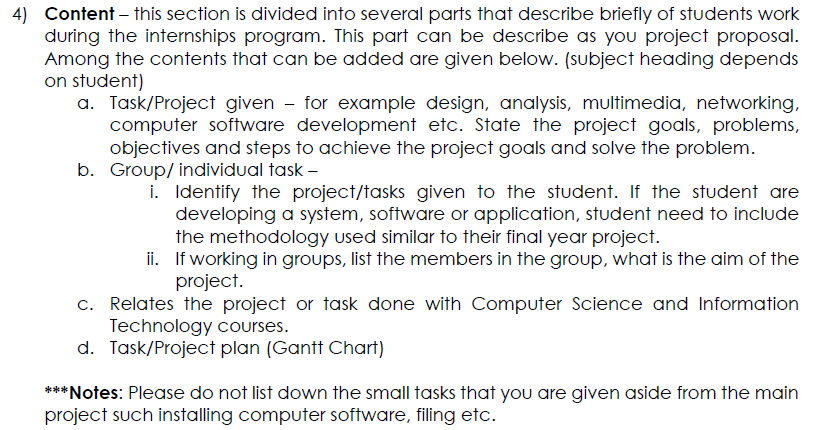 4) Content – this section is divided into several parts that describe briefly of students work
during the internships program. This part can be describe as you project proposal.
Among the contents that can be added are given below. (subject heading depends
on student)
a. Task/Project given – for example design, analysis, multimedia, networking,
computer software development etc. State the project goals, problems,
objectives and steps to achieve the project goals and solve the problem.
b. Group/ individual task –
i. Identify the project/tasks given to the student. If the student are
developing a system, software or application, student need to include
the methodology used similar to their final year project.
ii. If working in groups, list the members in the group, what is the aim of the
project.
c. Relates the project or task done with Computer Science and Information
Technology courses.
d. Task/Project plan (Gantt Chart)
***Notes: Please do not list down the small tasks that you are given aside from the main
project such installing computer software, filing etc.